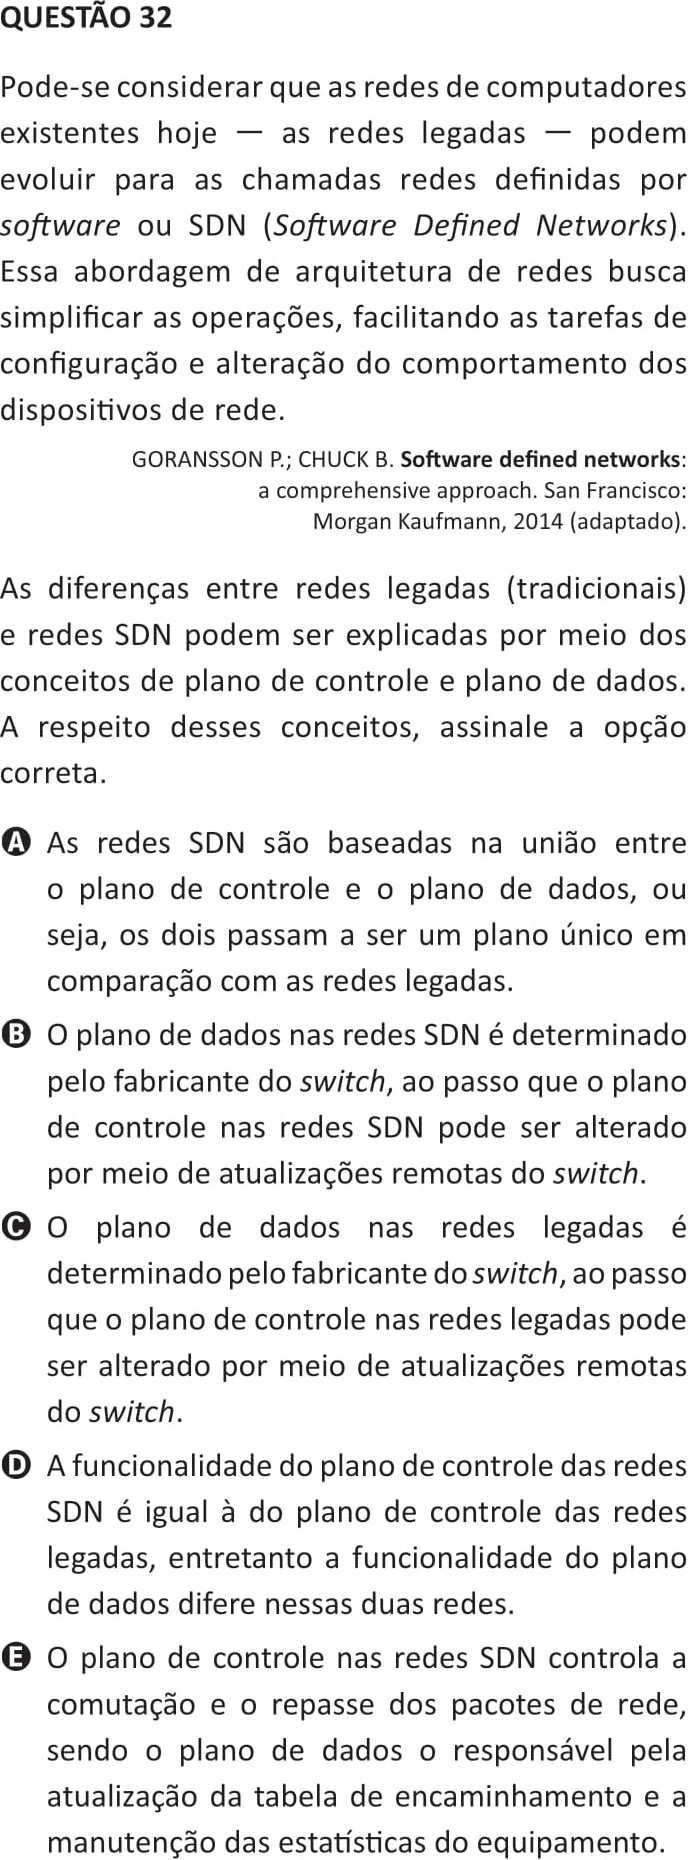 QUESTÃO 32
Pode-se considerar que as redes de computadores
existentes hoje — as redes legadas — podem
evoluir para as chamadas redes definidas por
software ou SDN (Software Defined Networks).
Essa abordagem de arquitetura de redes busca
simplificar as operações, facilitando as tarefas de
configuração e alteração do comportamento dos
dispositivos de rede.
GORANSSON P.; CHUCK B. Software defined networks:
a comprehensive approach. San Francisco:
Morgan Kaufmann, 2014 (adaptado).
As diferenças entre redes legadas (tradicionais)
e redes SDN podem ser explicadas por meio dos
conceitos de plano de controle e plano de dados.
A respeito desses conceitos, assinale a opção
correta.
A As redes SDN são baseadas na união entre
o plano de controle e o plano de dados, ou
seja, os dois passam a ser um plano único em
comparação com as redes legadas.
B O plano de dados nas redes SDN é determinado
pelo fabricante do switch, ao passo que o plano
de controle nas redes SDN pode ser alterado
por meio de atualizações remotas do switch.
C O plano de dados nas redes legadas é
determinado pelo fabricante do switch, ao passo
que o plano de controle nas redes legadas pode
ser alterado por meio de atualizações remotas
do switch.
D A funcionalidade do plano de controle das redes
SDN é igual à do plano de controle das redes
legadas, entretanto a funcionalidade do plano
de dados difere nessas duas redes.
E O plano de controle nas redes SDN controla a
comutação e o repasse dos pacotes de rede,
sendo o plano de dados o responsável pela
atualização da tabela de encaminhamento e a
manutenção das estatísticas do equipamento.